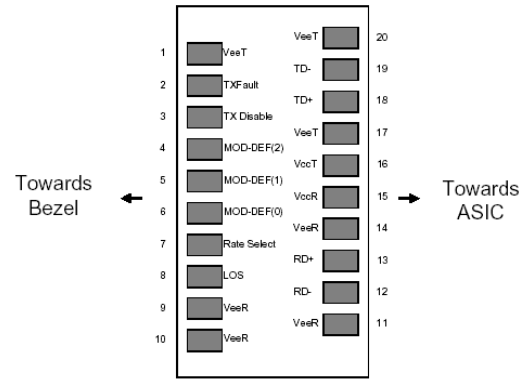 VeeT 20
1 VeeT
TD- 19
2 TXFault
TD+ 18
3 TX Disable
VeeT 17
4 MOD-DEF(2)
VccT 16
5 MOD-DEF(1)
Towards
Bezel
VccR 15
Towards
ASIC
6 MOD-DEF(0)
VeeR 14
7 Rate Select
RD+ 13
8 LOS
RD- 12
9 VeeR
VeeR 11
10 VeeR